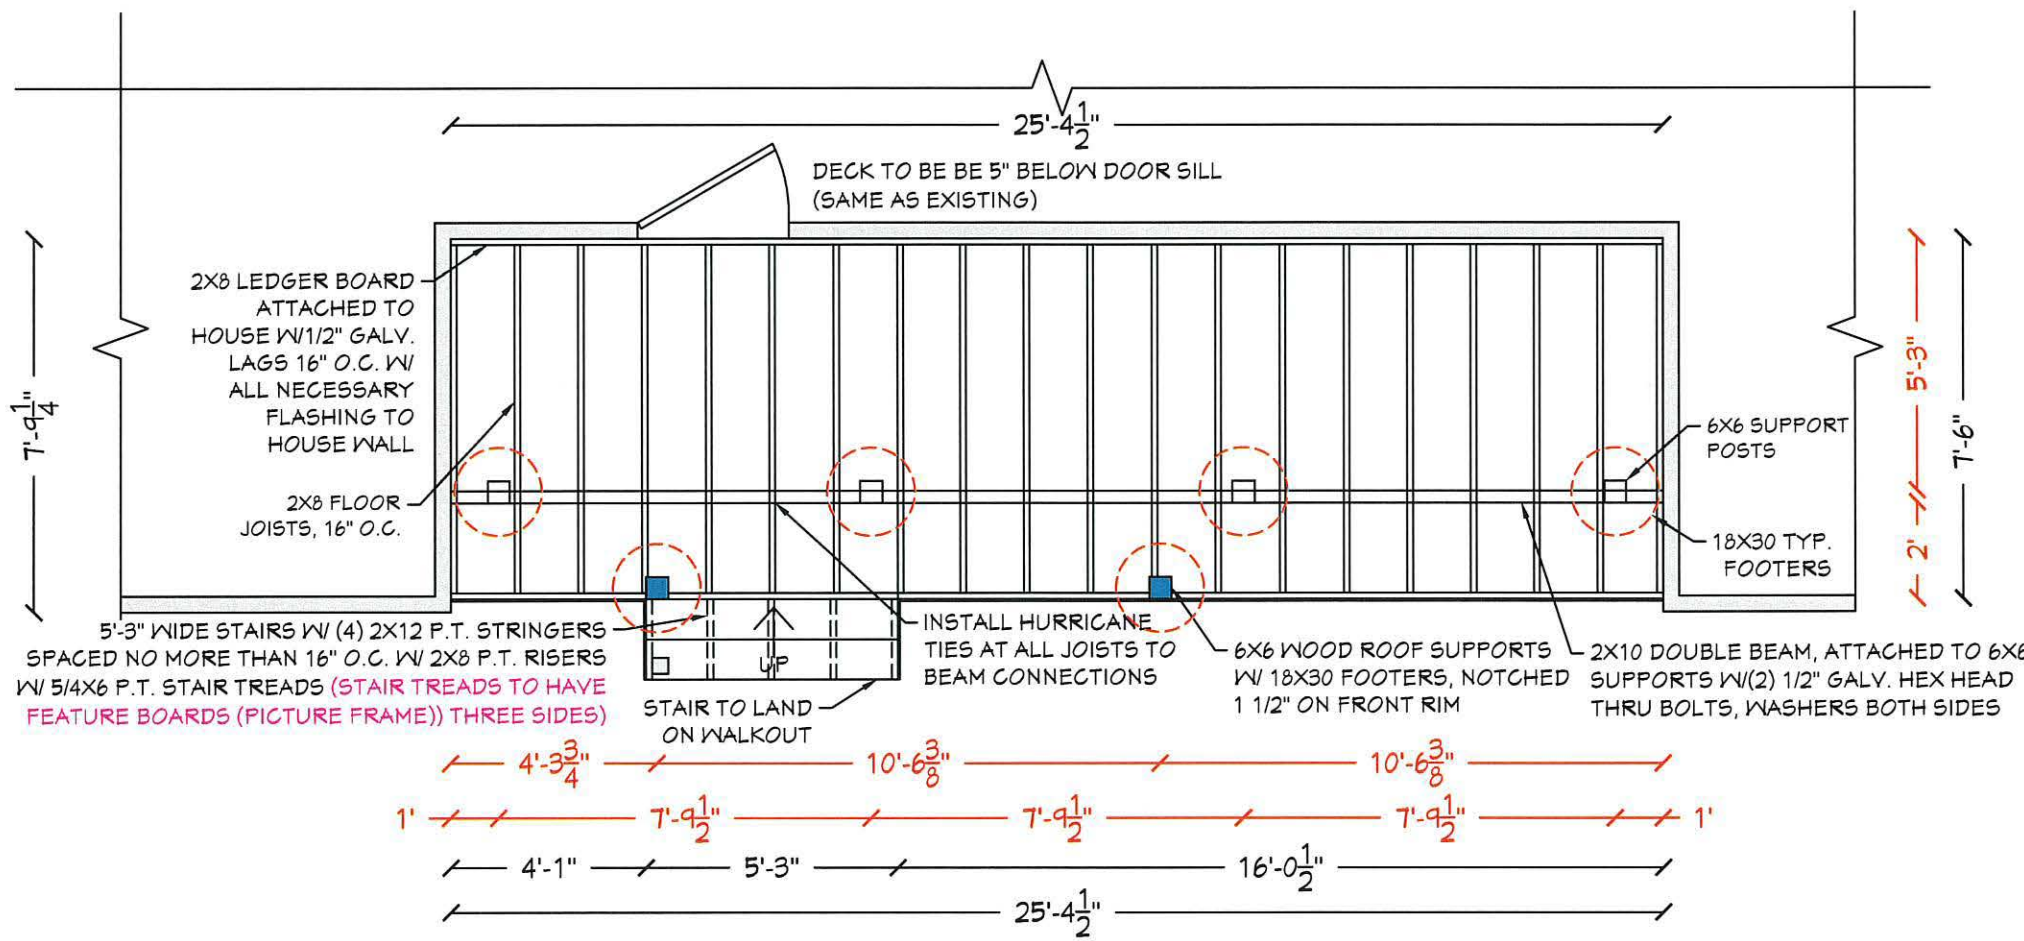 25'-4 1/2"
DECK TO BE BE 5" BELOW DOOR SILL
(SAME AS EXISTING)
2X8 LEDGER BOARD
ATTACHED TO
HOUSE W/1/2" GALV.
LAGS 16" O.C. W/
ALL NECESSARY
FLASHING TO
HOUSE WALL
7'-9 1/4"
2X8 FLOOR
JOISTS, 16" O.C.
5'-3"
7'-6"
2'
6X6 SUPPORT
POSTS
18X30 TYP.
FOOTERS
5'-3" WIDE STAIRS W/ (4) 2X12 P.T. STRINGERS
SPACED NO MORE THAN 16" O.C. W/ 2X8 P.T. RISERS
W/ 5/4X6 P.T. STAIR TREADS (STAIR TREADS TO HAVE
FEATURE BOARDS (PICTURE FRAME)) THREE SIDES)
UP
STAIR TO LAND
ON WALKOUT
INSTALL HURRICANE
TIES AT ALL JOISTS TO
BEAM CONNECTIONS
6X6 WOOD ROOF SUPPORTS
W/ 18X30 FOOTERS, NOTCHED
1 1/2" ON FRONT RIM
2X10 DOUBLE BEAM, ATTACHED TO 6X6
SUPPORTS W/(2) 1/2" GALV. HEX HEAD
THRU BOLTS, WASHERS BOTH SIDES
4'-3 3/4" 10'-6 3/8" 10'-6 3/8"
1' 7'-9 1/2" 7'-9 1/2" 7'-9 1/2" 1'
4'-1" 5'-3" 16'-0 1/2"
25'-4 1/2"